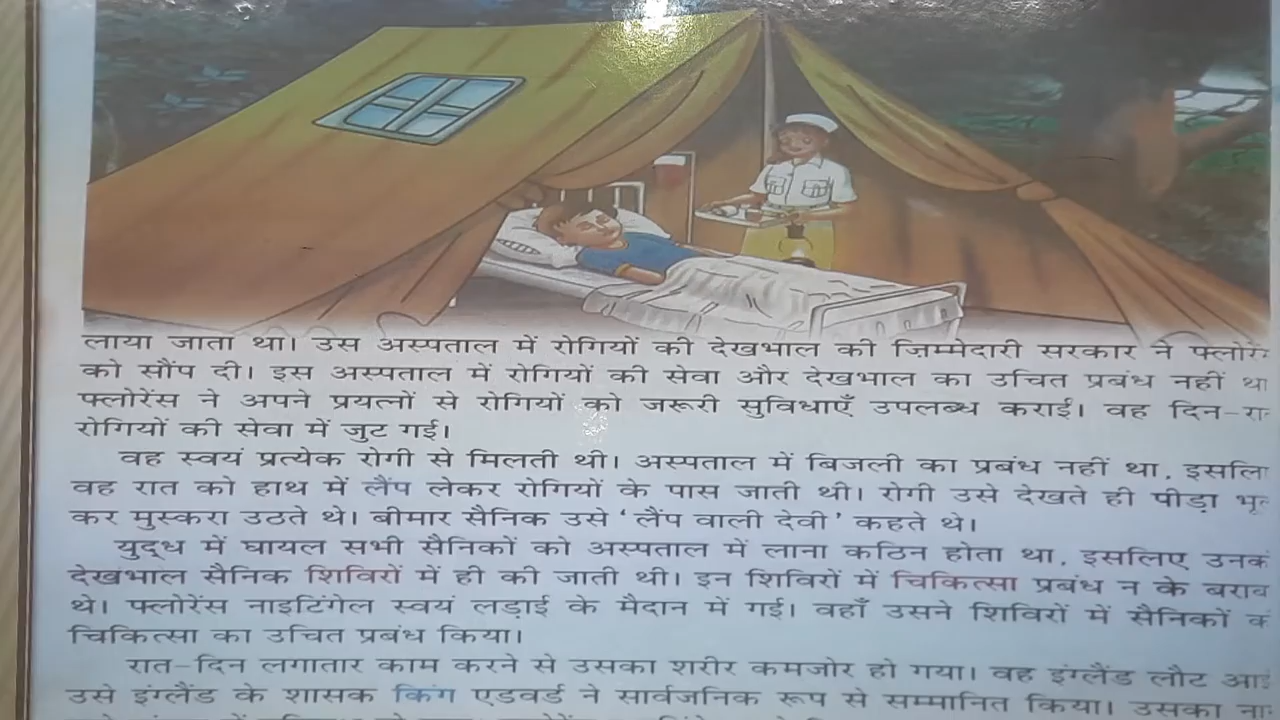 लाया जाता था। उस अस्पताल में रोगियों की देखभाल की जिम्मेदारी सरकार ने
को सौंप दी। इस अस्पताल में रोगियों की सेवा और देखभाल का उचित प्रबंध नहीं था
फ्लोरेंस ने अपने प्रयत्नों से रोगियों को जरूरी सुविधाएँ उपलब्ध कराईं। वह
रोगियों की सेवा में जुट गई।
वह स्वयं प्रत्येक रोगी से मिलती थी। अस्पताल में बिजली का प्रबंध नहीं था,
वह रात को हाथ में लैंप लेकर रोगियों के पास जाती थी। रोगी उसे देखते ही पीड़ा
कर मुस्करा उठते थे। बीमार सैनिक उसे 'लैंप वाली देवी' कहते थे।
युद्ध में घायल सभी सैनिकों को अस्पताल में लाना कठिन होता था, इसलिए
देखभाल सैनिक शिविरों में ही की जाती थी। इन शिविरों में चिकित्सा प्रबंध न के
थे। फ्लोरेंस नाइटिंगेल स्वयं लड़ाई के मैदान में गई। वहाँ उसने शिविरों में सैनिकों
चिकित्सा का उचित प्रबंध किया।
रात-दिन लगातार काम करने से उसका शरीर कमजोर हो गया। वह इंग्लैंड लौट
उसे इंग्लैंड के शासक किंग एडवर्ड ने सार्वजनिक रूप से सम्मानित किया। उसका